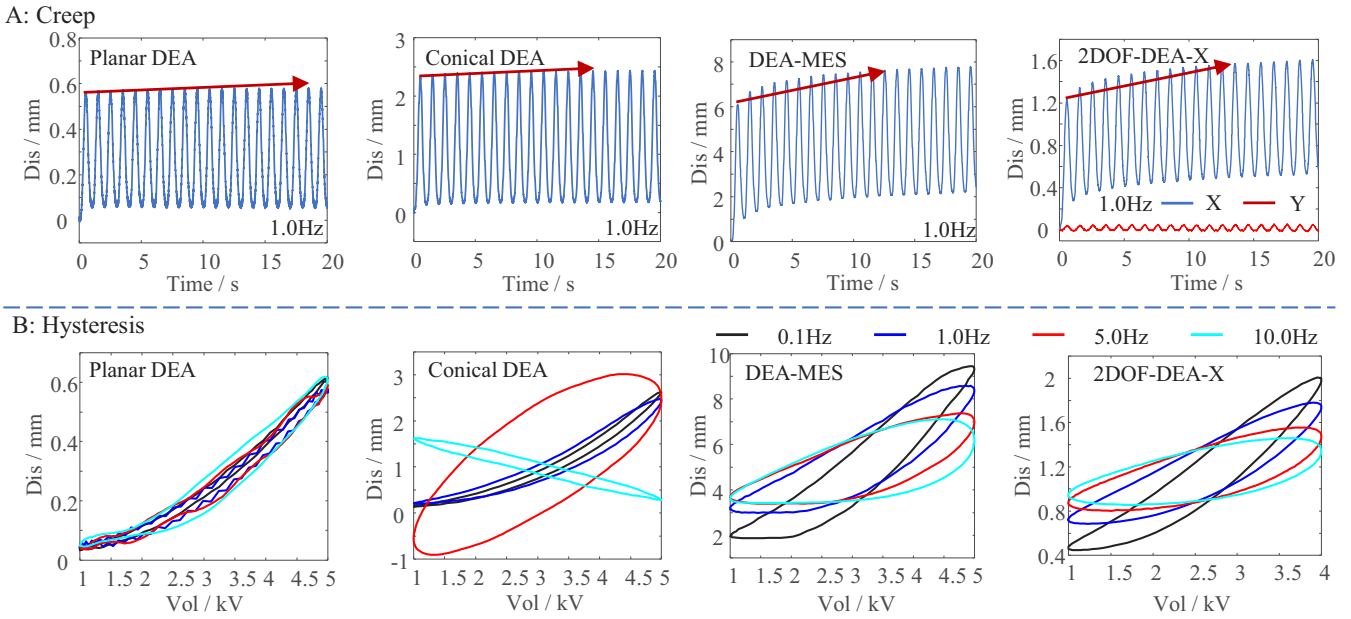 A: Creep
Planar DEA
Dis / mm
0.8
0.6
0.4
0.2
0
1.0Hz
0 5 10 15 20
Time / s
Conical DEA
Dis / mm
3
2
1
0
1.0Hz
0 5 10 15 20
Time / s
DEA-MES
Dis / mm
10
8
6
4
2
0
1.0Hz
0 5 10 15 20
Time / s
2DOF-DEA-X
Dis / mm
1.6
1.2
0.8
0.4
0
1.0Hz X Y
0 5 10 15 20
Time / s
B: Hysteresis
0.1Hz 1.0Hz 5.0Hz 10.0Hz
Planar DEA
Dis / mm
0.6
0.4
0.2
0
1 1.5 2 2.5 3 3.5 4 4.5 5
Vol / kV
Conical DEA
Dis / mm
3
2
1
0
-1
1 1.5 2 2.5 3 3.5 4 4.5 5
Vol / kV
DEA-MES
Dis / mm
10
8
6
4
2
1 1.5 2 2.5 3 3.5 4 4.5 5
Vol / kV
2DOF-DEA-X
Dis / mm
2
1.6
1.2
0.8
0.4
1 1.5 2 2.5 3 3.5 4
Vol / kV